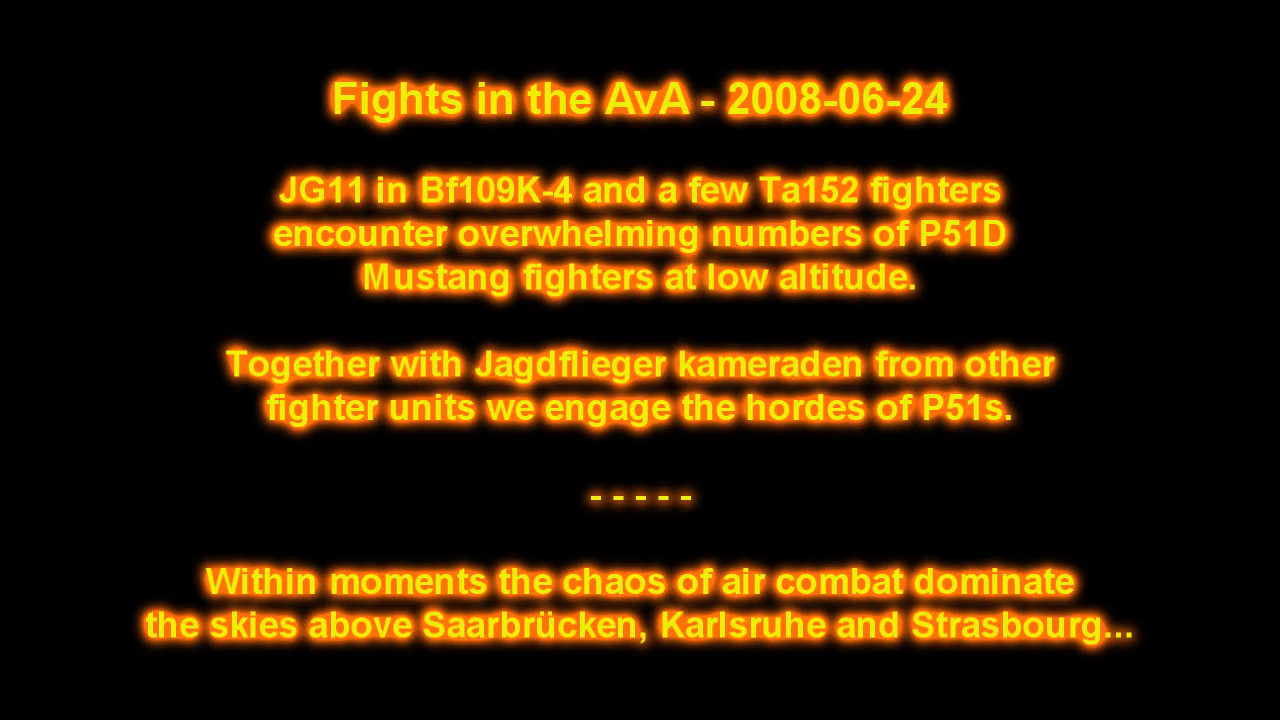 Fights in the AvA - 2008-06-24
JG11 in Bf109K-4 and a few Ta152 fighters
encounter overwhelming numbers of P51D
Mustang fighters at low altitude.
Together with Jagdflieger kameraden from other
fighter units we engage the hordes of P51s.
- - - - -
Within moments the chaos of air combat dominate
the skies above Saarbrücken, Karlsruhe and Strasbourg...